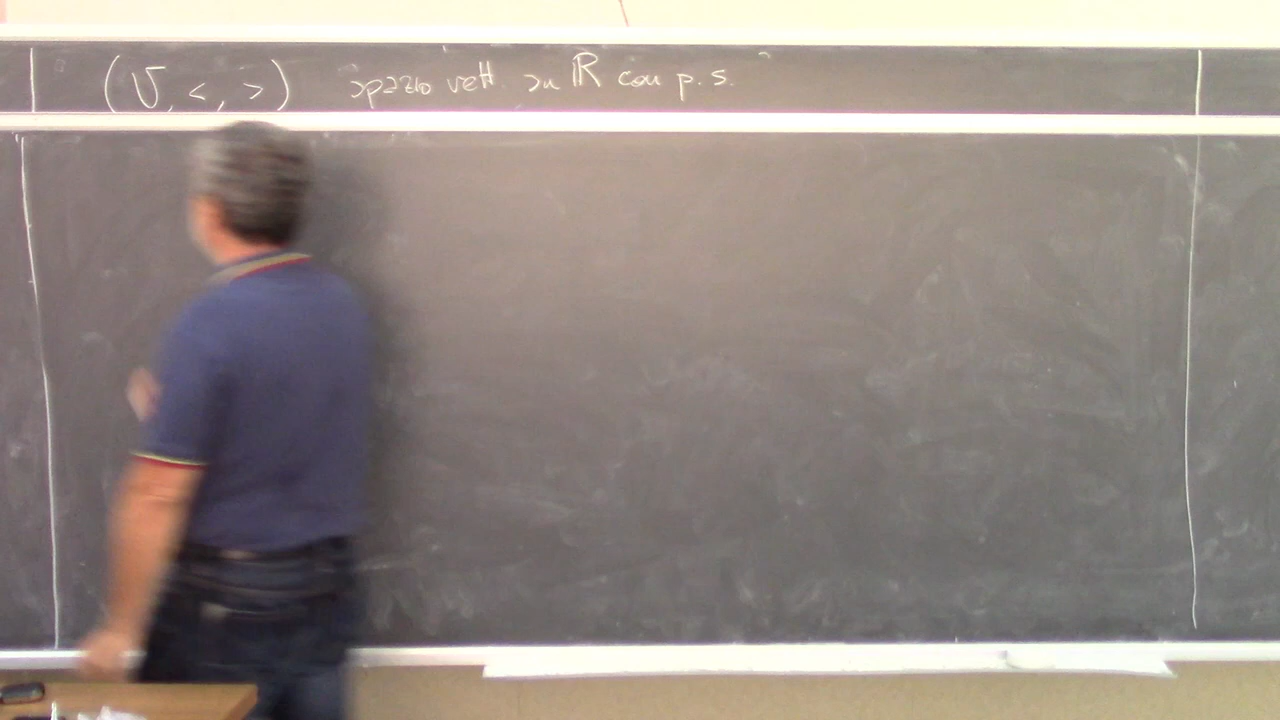 (V, < , >) spazio vett. su ℝ con p. s.